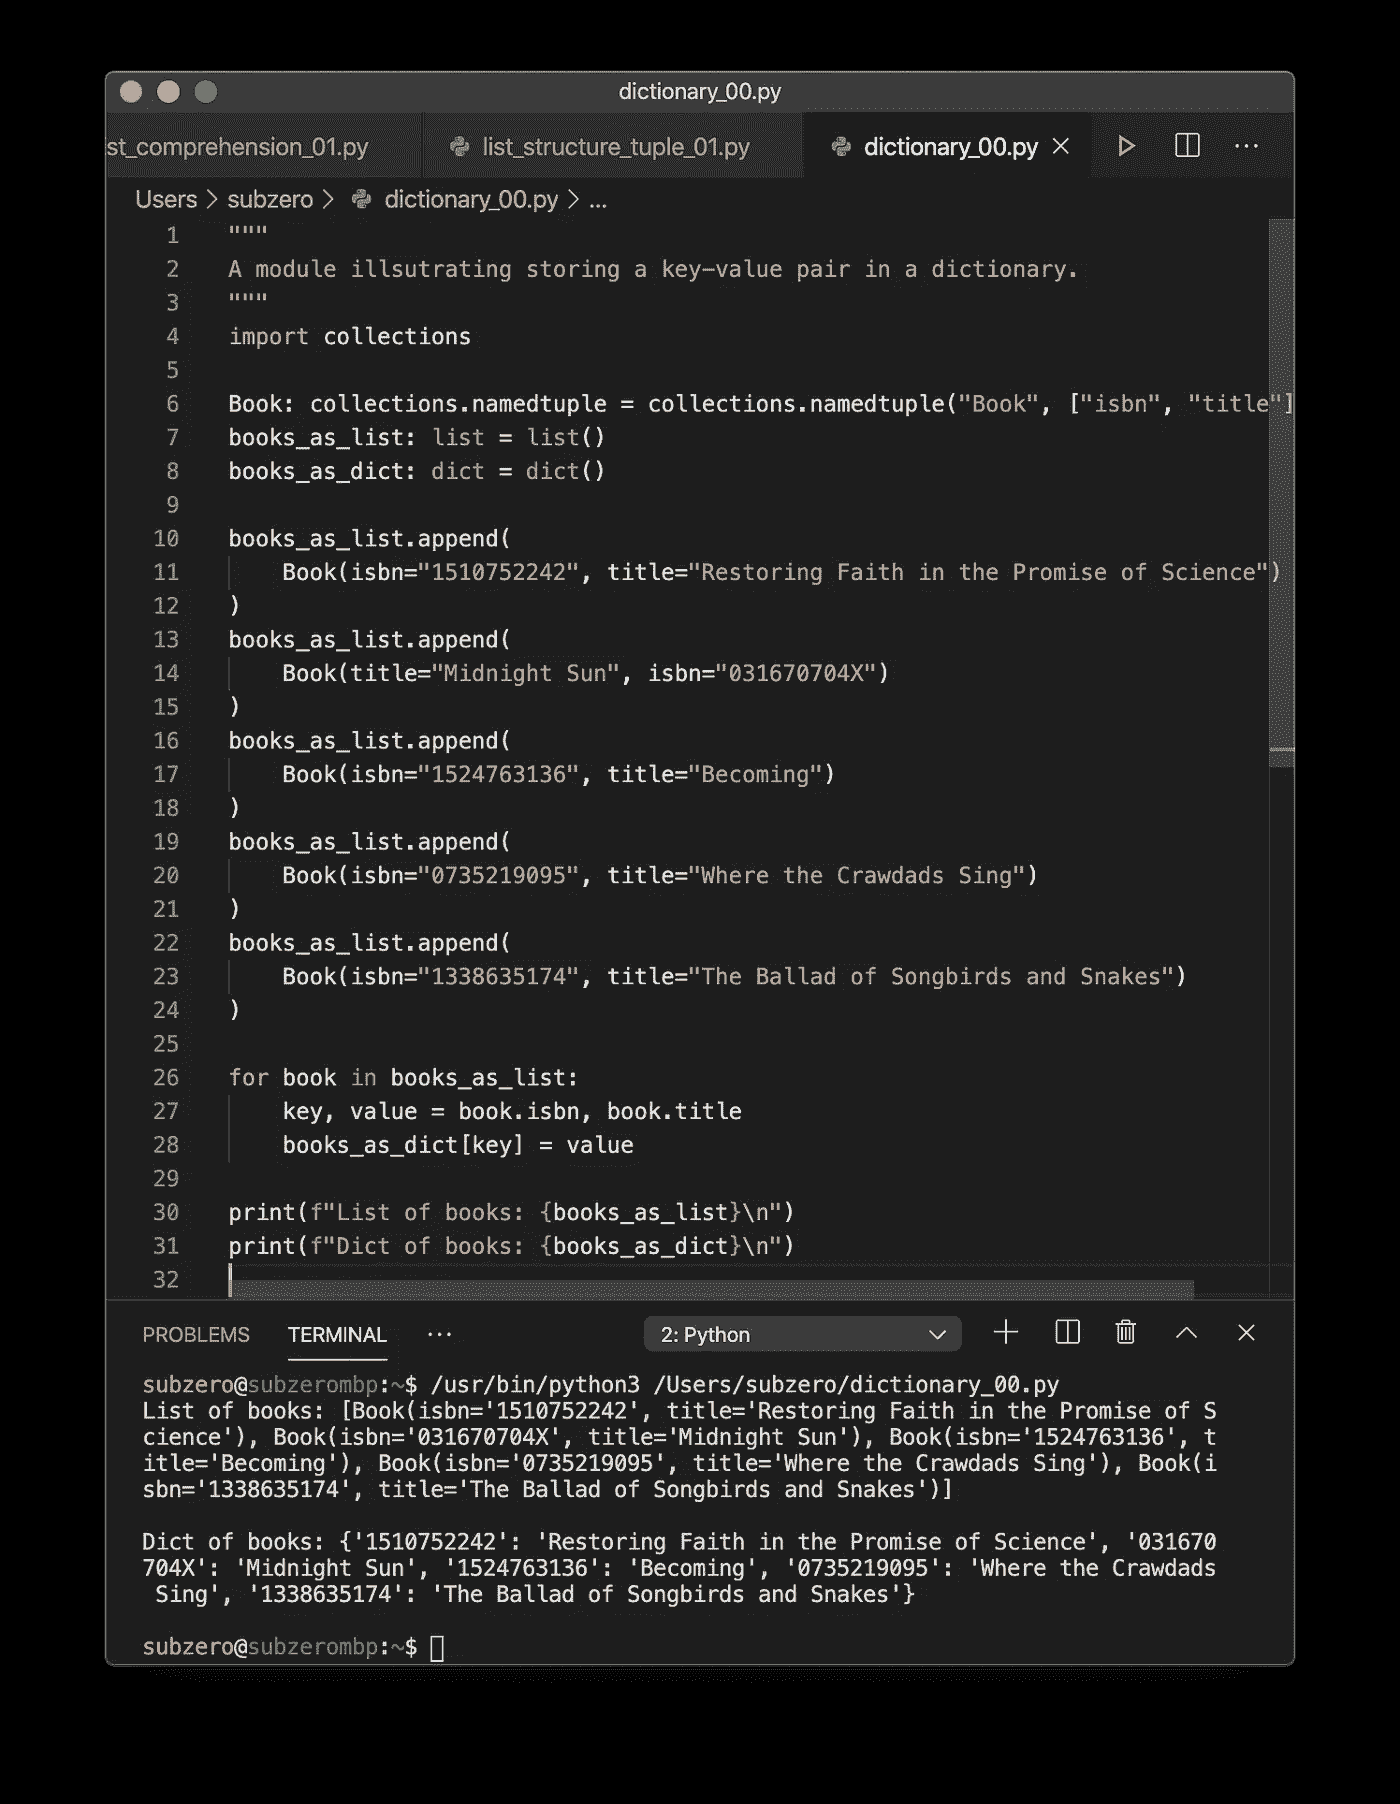 dictionary_00.py
st_comprehension_01.py list_structure_tuple_01.py dictionary_00.py
Users > subzero > dictionary_00.py > ...
1 """
2 A module illsutrating storing a key-value pair in a dictionary.
3 """
4 import collections
5
6 Book: collections.namedtuple = collections.namedtuple("Book", ["isbn", "title"]
7 books_as_list: list = list()
8 books_as_dict: dict = dict()
9
10 books_as_list.append(
11     Book(isbn="1510752242", title="Restoring Faith in the Promise of Science")
12 )
13 books_as_list.append(
14     Book(title="Midnight Sun", isbn="031670704X")
15 )
16 books_as_list.append(
17     Book(isbn="1524763136", title="Becoming")
18 )
19 books_as_list.append(
20     Book(isbn="0735219095", title="Where the Crawdads Sing")
21 )
22 books_as_list.append(
23     Book(isbn="1338635174", title="The Ballad of Songbirds and Snakes")
24 )
25
26 for book in books_as_list:
27     key, value = book.isbn, book.title
28     books_as_dict[key] = value
29
30 print(f"List of books: {books_as_list}\n")
31 print(f"Dict of books: {books_as_dict}\n")
32
PROBLEMS TERMINAL ... 2: Python
subzero@subzerombp:~$ /usr/bin/python3 /Users/subzero/dictionary_00.py
List of books: [Book(isbn='1510752242', title='Restoring Faith in the Promise of S
cience'), Book(isbn='031670704X', title='Midnight Sun'), Book(isbn='1524763136', t
itle='Becoming'), Book(isbn='0735219095', title='Where the Crawdads Sing'), Book(i
sbn='1338635174', title='The Ballad of Songbirds and Snakes')]

Dict of books: {'1510752242': 'Restoring Faith in the Promise of Science', '031670
704X': 'Midnight Sun', '1524763136': 'Becoming', '0735219095': 'Where the Crawdads
 Sing', '1338635174': 'The Ballad of Songbirds and Snakes'}

subzero@subzerombp:~$